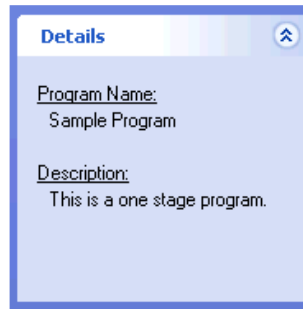 Details
Program Name:
Sample Program
Description:
This is a one stage program.